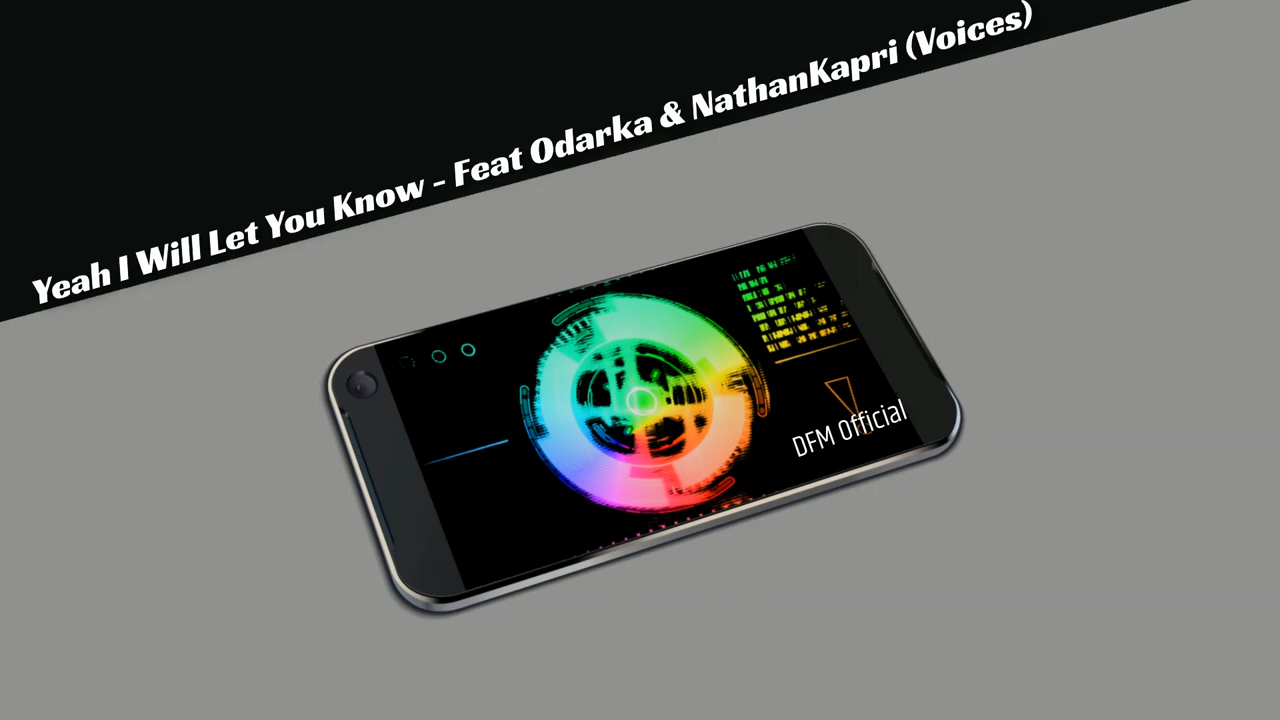 Yeah I Will Let You Know - Feat Odarka & NathanKapri (Voices)
DFM Official